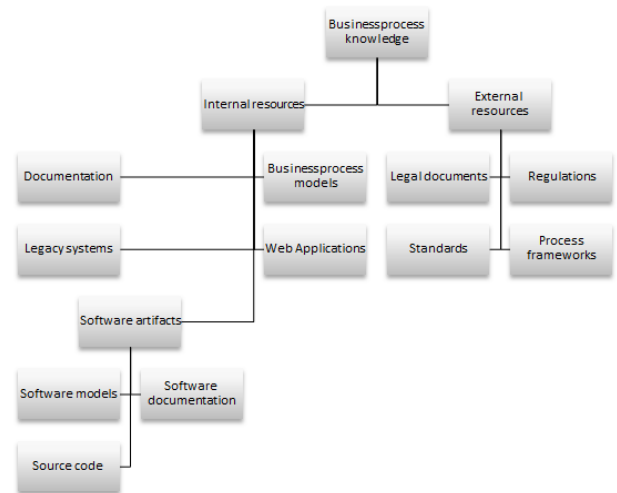 Businessprocess
knowledge
Internal resources
External
resources
Documentation
Businessprocess
models
Legal documents
Regulations
Legacy systems
Web Applications
Standards
Process
frameworks
Software artifacts
Software models
Software
documentation
Source code